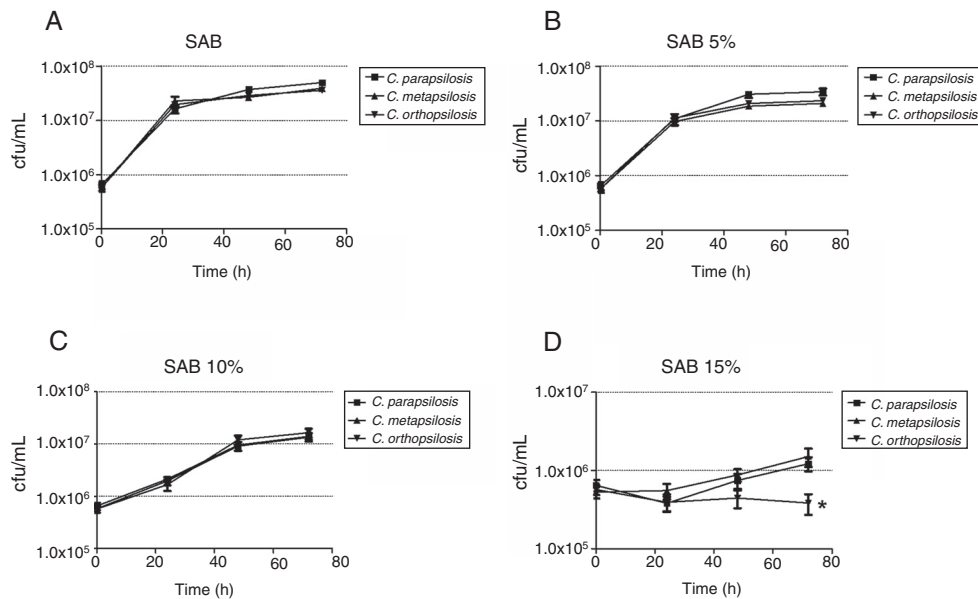 A
SAB
1.0x10⁸
1.0x10⁷
1.0x10⁶
1.0x10⁵
cfu/mL
0
20
40
60
80
Time (h)
C. parapsilosis
C. metapsilosis
C. orthopsilosis
B
SAB 5%
1.0x10⁸
1.0x10⁷
1.0x10⁶
1.0x10⁵
cfu/mL
0
20
40
60
80
Time (h)
C. parapsilosis
C. metapsilosis
C. orthopsilosis
C
SAB 10%
1.0x10⁸
1.0x10⁷
1.0x10⁶
1.0x10⁵
cfu/mL
0
20
40
60
80
Time (h)
C. parapsilosis
C. metapsilosis
C. orthopsilosis
D
SAB 15%
1.0x10⁷
1.0x10⁶
1.0x10⁵
cfu/mL
0
20
40
60
80
Time (h)
*
C. parapsilosis
C. metapsilosis
C. orthopsilosis